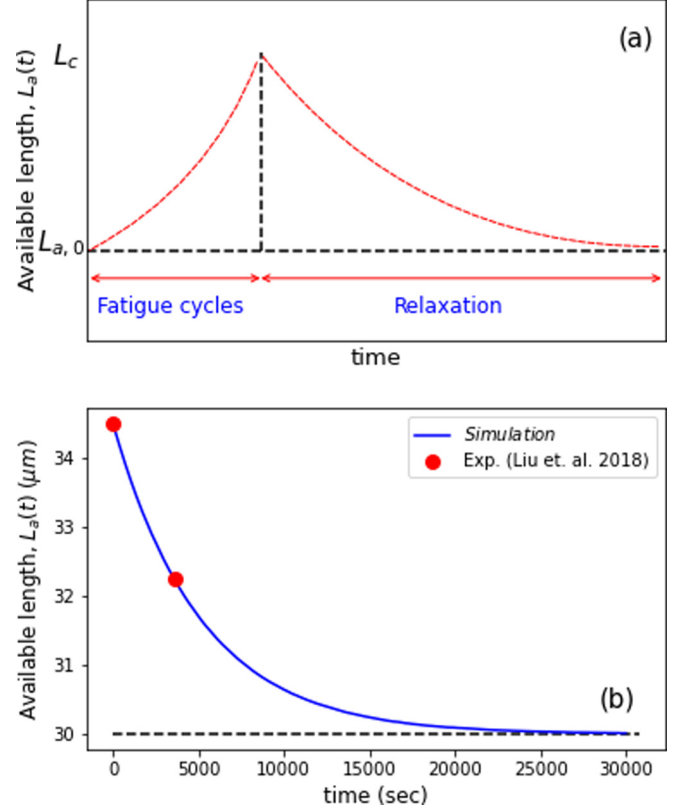 (a)
Available length, L_a(t)
L_c
L_{a, 0}
Fatigue cycles
Relaxation
time
Simulation
Exp. (Liu et. al. 2018)
Available length, L_a(t) (μm)
34
33
32
31
30
(b)
0 5000 10000 15000 20000 25000 30000
time (sec)